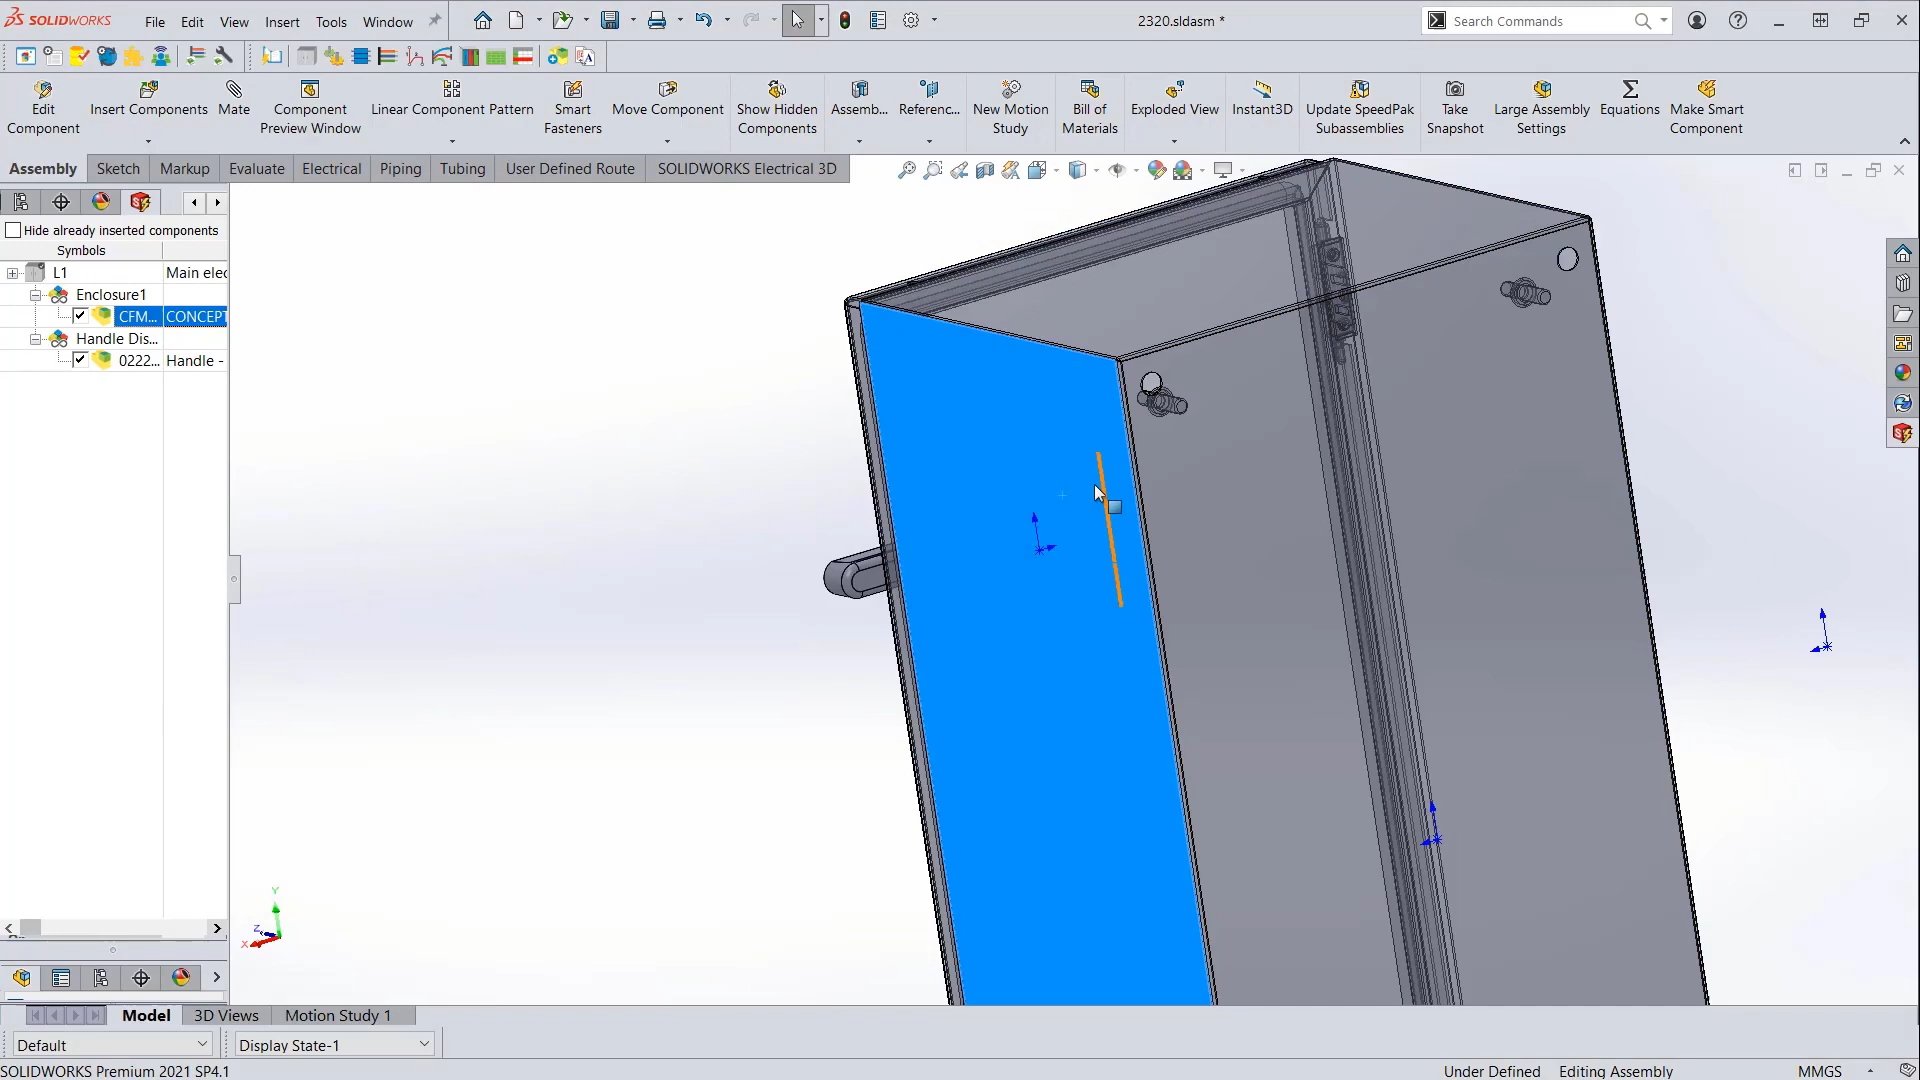 SOLIDWORKS File Edit View Insert Tools Window 2320.sldasm * Search Commands
Edit Component Insert Components Mate Component Preview Window Linear Component Pattern Smart Fasteners Move Component Show Hidden Components Assemb... Referenc... New Motion Study Bill of Materials Exploded View Instant3D Update SpeedPak Subassemblies Take Snapshot Large Assembly Settings Equations Make Smart Component
Assembly Sketch Markup Evaluate Electrical Piping Tubing User Defined Route SOLIDWORKS Electrical 3D
Hide already inserted components
Symbols
L1 Main elec
Enclosure1
CFM... CONCEPT
Handle Dis...
0222... Handle -
Y
Z
X
Model 3D Views Motion Study 1
Default Display State-1
SOLIDWORKS Premium 2021 SP4.1 Under Defined Editing Assembly MMGS